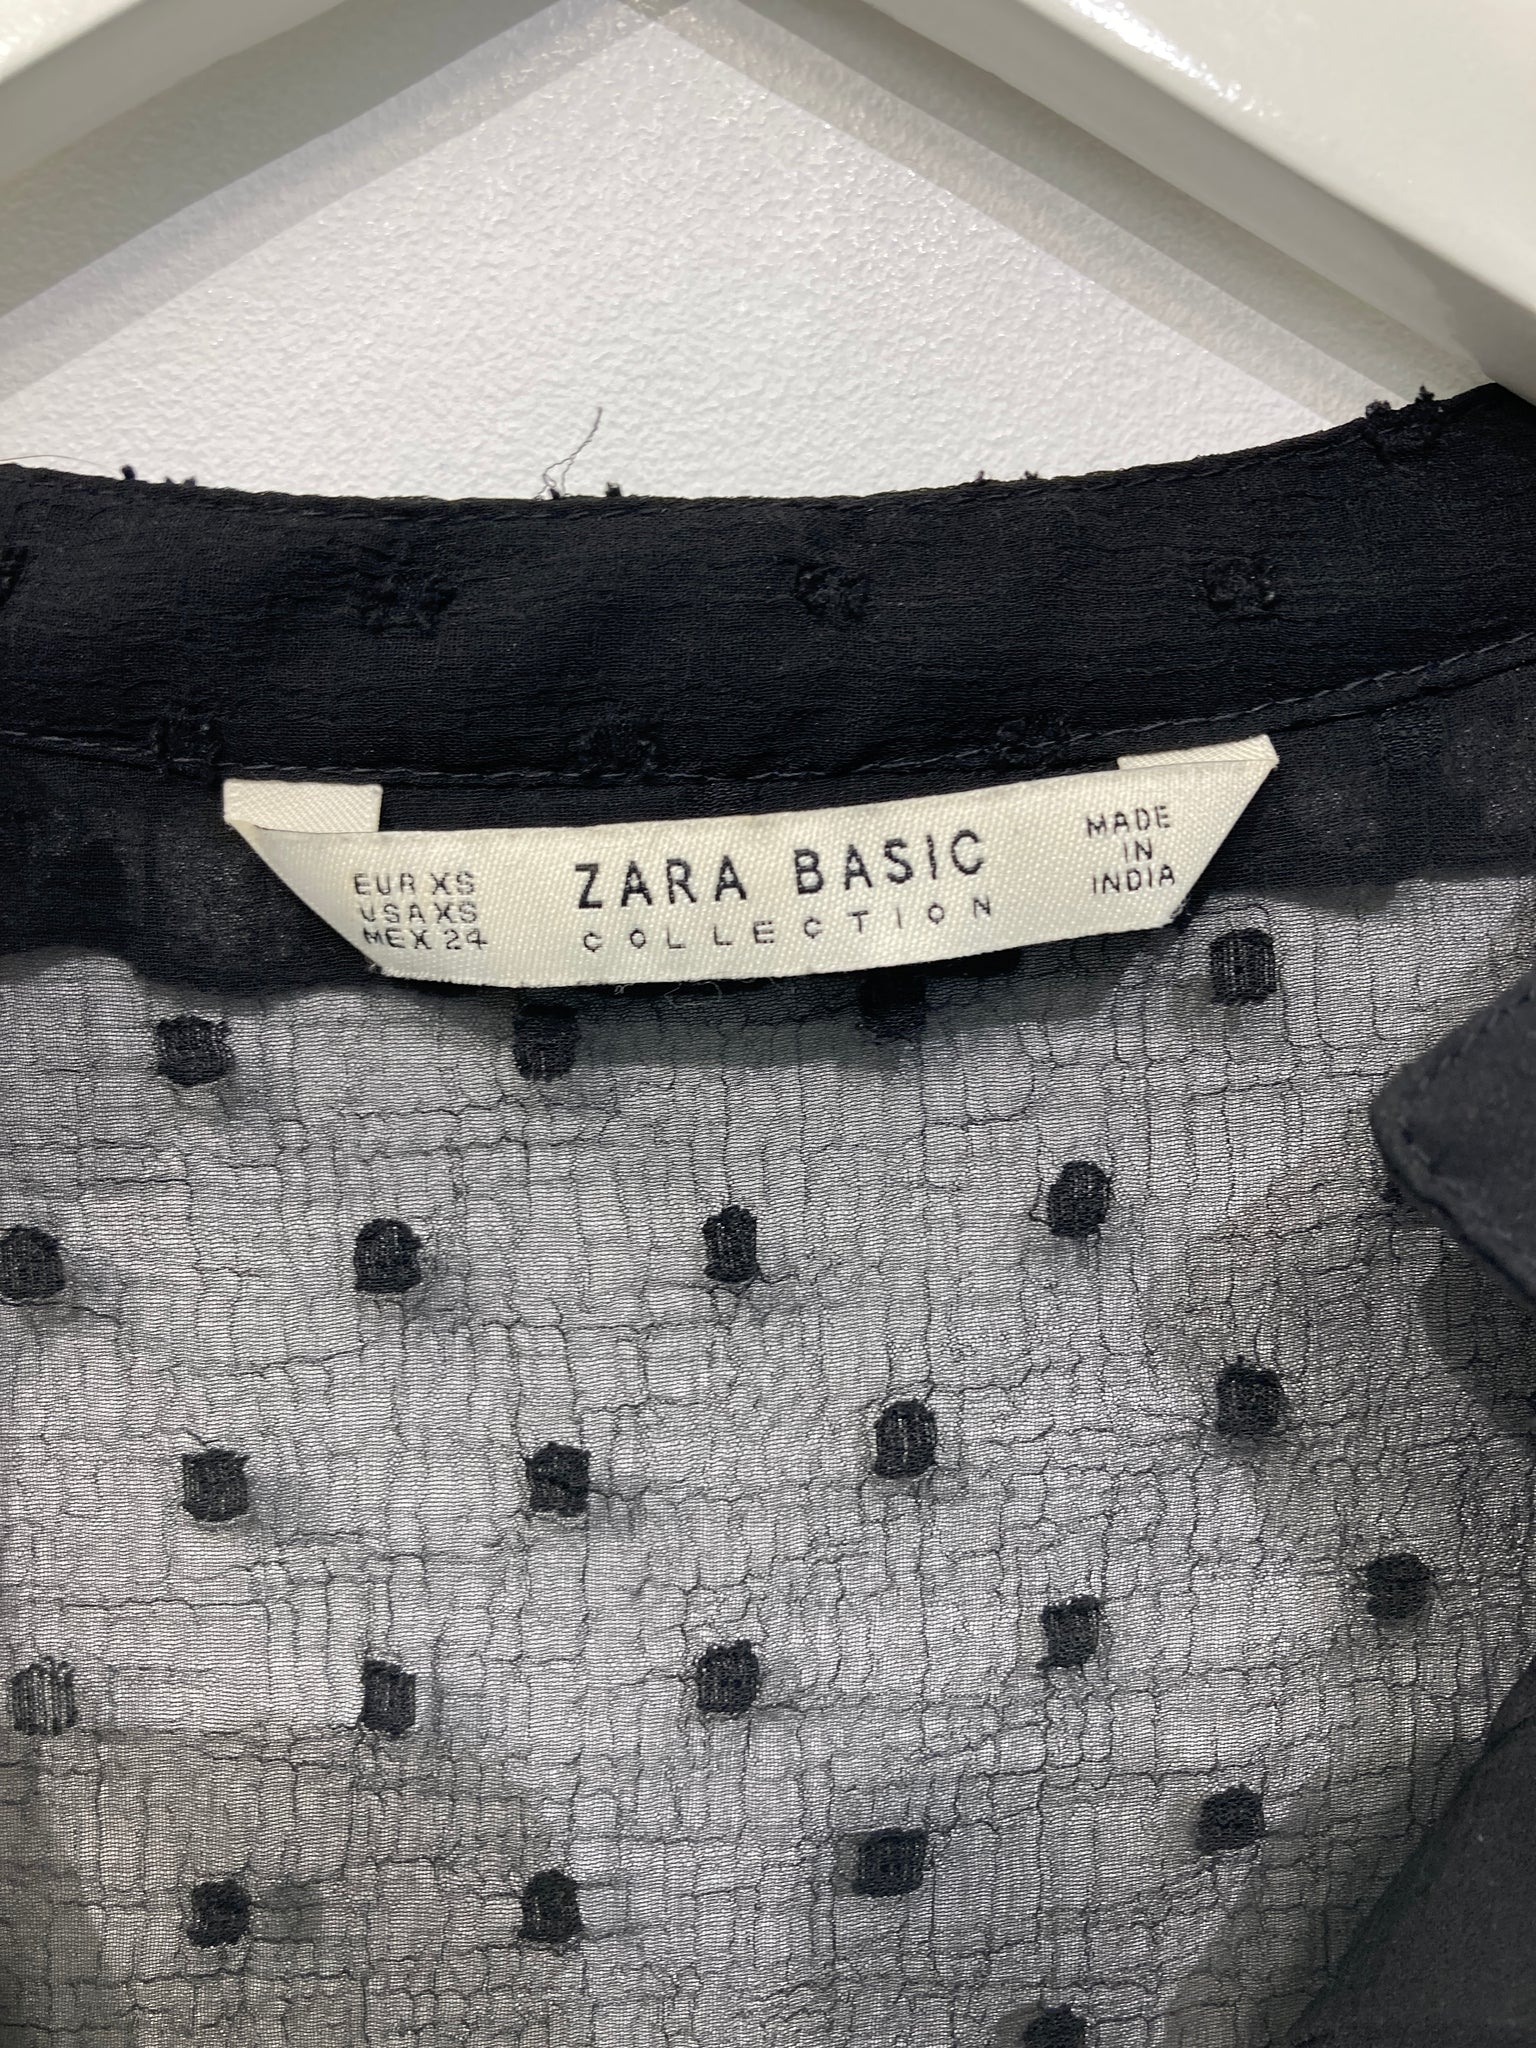 EUR XS
USA XS
MEX 24
ZARA BASIC
COLLECTION
MADE
IN
INDIA